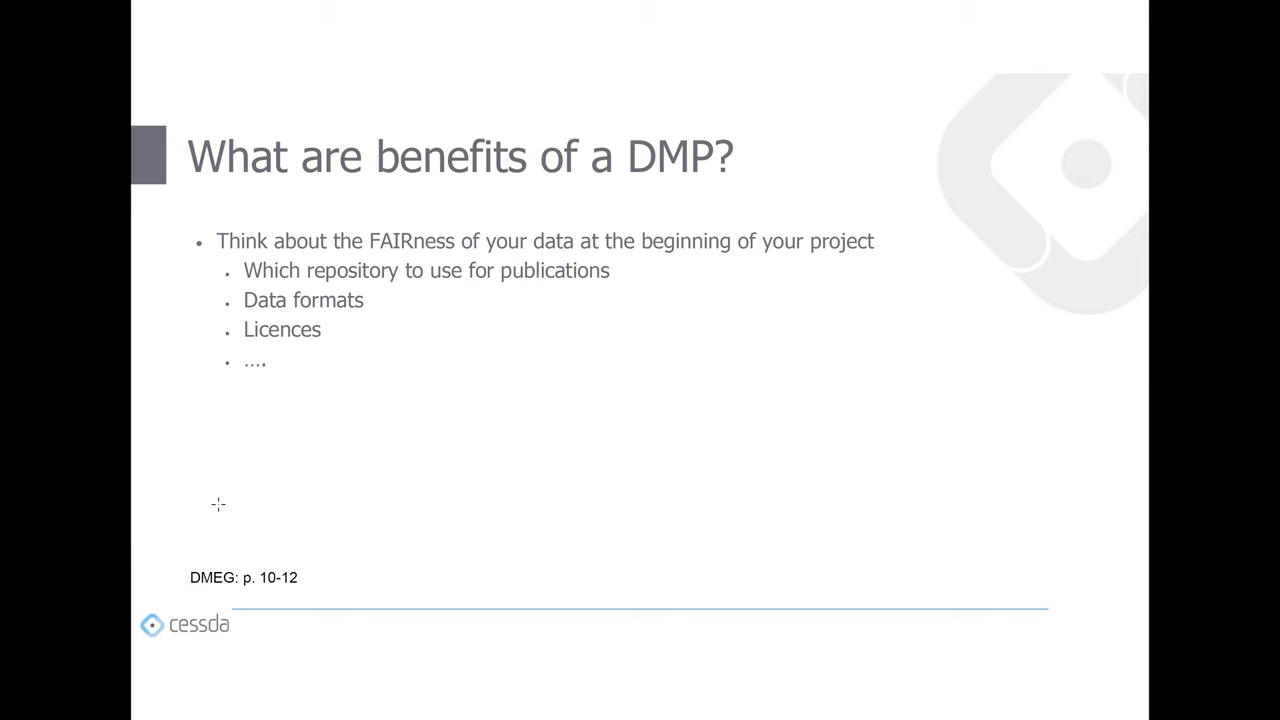 What are benefits of a DMP?
• Think about the FAIRness of your data at the beginning of your project
• Which repository to use for publications
• Data formats
• Licences
• ….
DMEG: p. 10-12
cessda